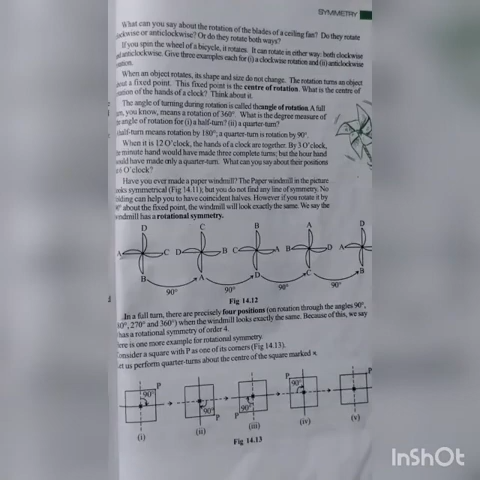 SYMMETRY
What can you say about the rotation of the blades of a ceiling fan? Do they rotate
clockwise or anticlockwise? Or do they rotate both ways?
If you spin the wheel of a bicycle, it rotates. It can rotate in either way: both clockwise
anticlockwise. Give three examples each for (i) a clockwise rotation and (ii) anticlockwise
When an object rotates, its shape and size do not change. The rotation turns an object
about a fixed point. This fixed point is the centre of rotation. What is the centre of
rotation of the hands of a clock? Think about it.
The angle of turning during rotation is called the angle of rotation. A full
turn, you know, means a rotation of 360°. What is the degree measure of
the angle of rotation for (i) a half-turn? (ii) a quarter-turn?
half-turn means rotation by 180°; a quarter-turn is rotation by 90°.
When it is 12 O'clock, the hands of a clock are together. By 3 O'clock,
minute hand would have made three complete turns; but the hour hand
would have made only a quarter-turn. What can you say about their positions
at 6 O'clock?
Have you ever made a paper windmill? The Paper windmill in the picture
looks symmetrical (Fig 14.11); but you do not find any line of symmetry. No
folding can help you to have coincident halves. However if you rotate it by
90° about the fixed point, the windmill will look exactly the same. We say the
windmill has a rotational symmetry.
D C B A D
A C D B C A B D A
B A D C B
90° 90° 90° 90°
Fig 14.12
In a full turn, there are precisely four positions (on rotation through the angles 90°,
180°, 270° and 360°) when the windmill looks exactly the same. Because of this, we say
it has a rotational symmetry of order 4.
Here is one more example for rotational symmetry.
Consider a square with P as one of its corners (Fig 14.13).
Let us perform quarter-turns about the centre of the square marked ×.
P 90° 90° P 90° P P 90° P
(i) (ii) (iii) (iv) (v)
Fig 14.13
InShOt